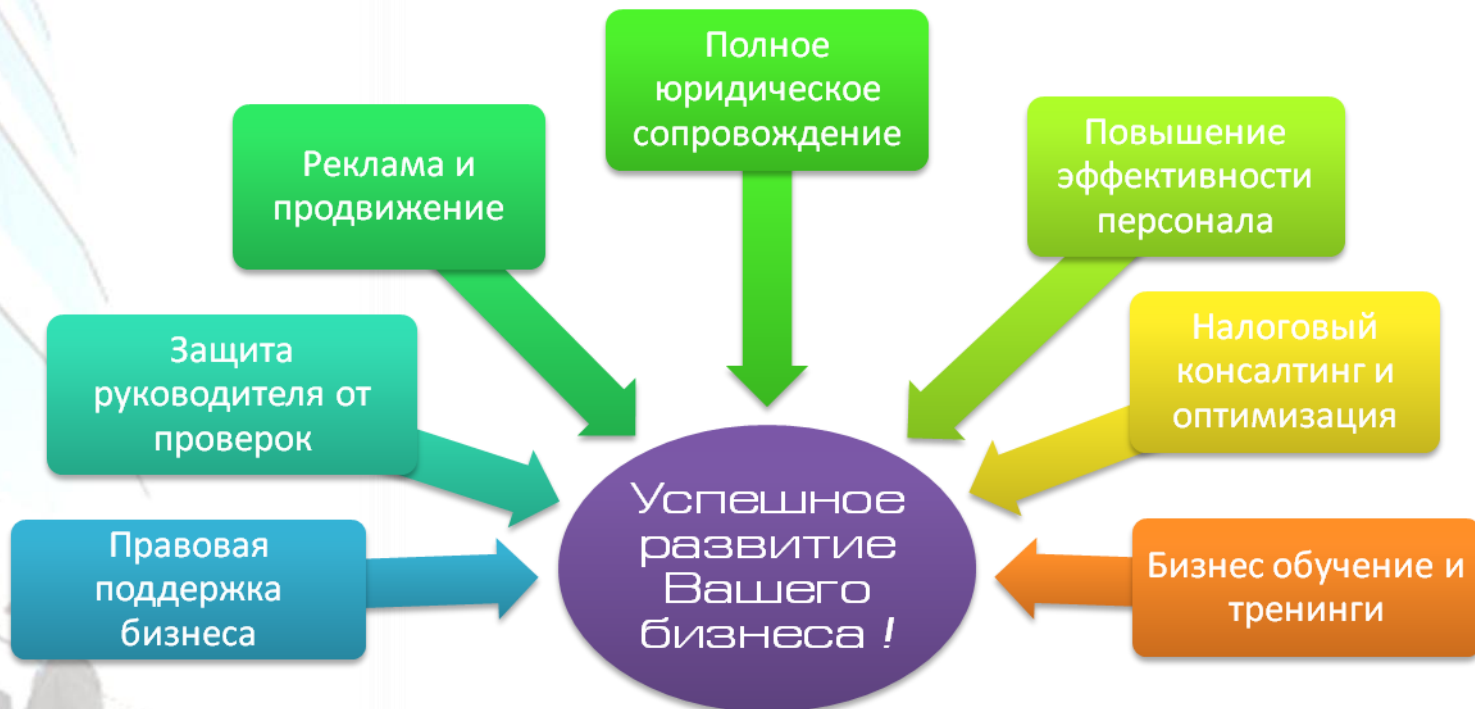 Полное
юридическое
сопровождение
Реклама и
продвижение
Повышение
эффективности
персонала
Защита
руководителя от
проверок
Налоговый
консалтинг и
оптимизация
Правовая
поддержка
бизнеса
Успешное
развитие
Вашего
бизнеса !
Бизнес обучение и
тренинги